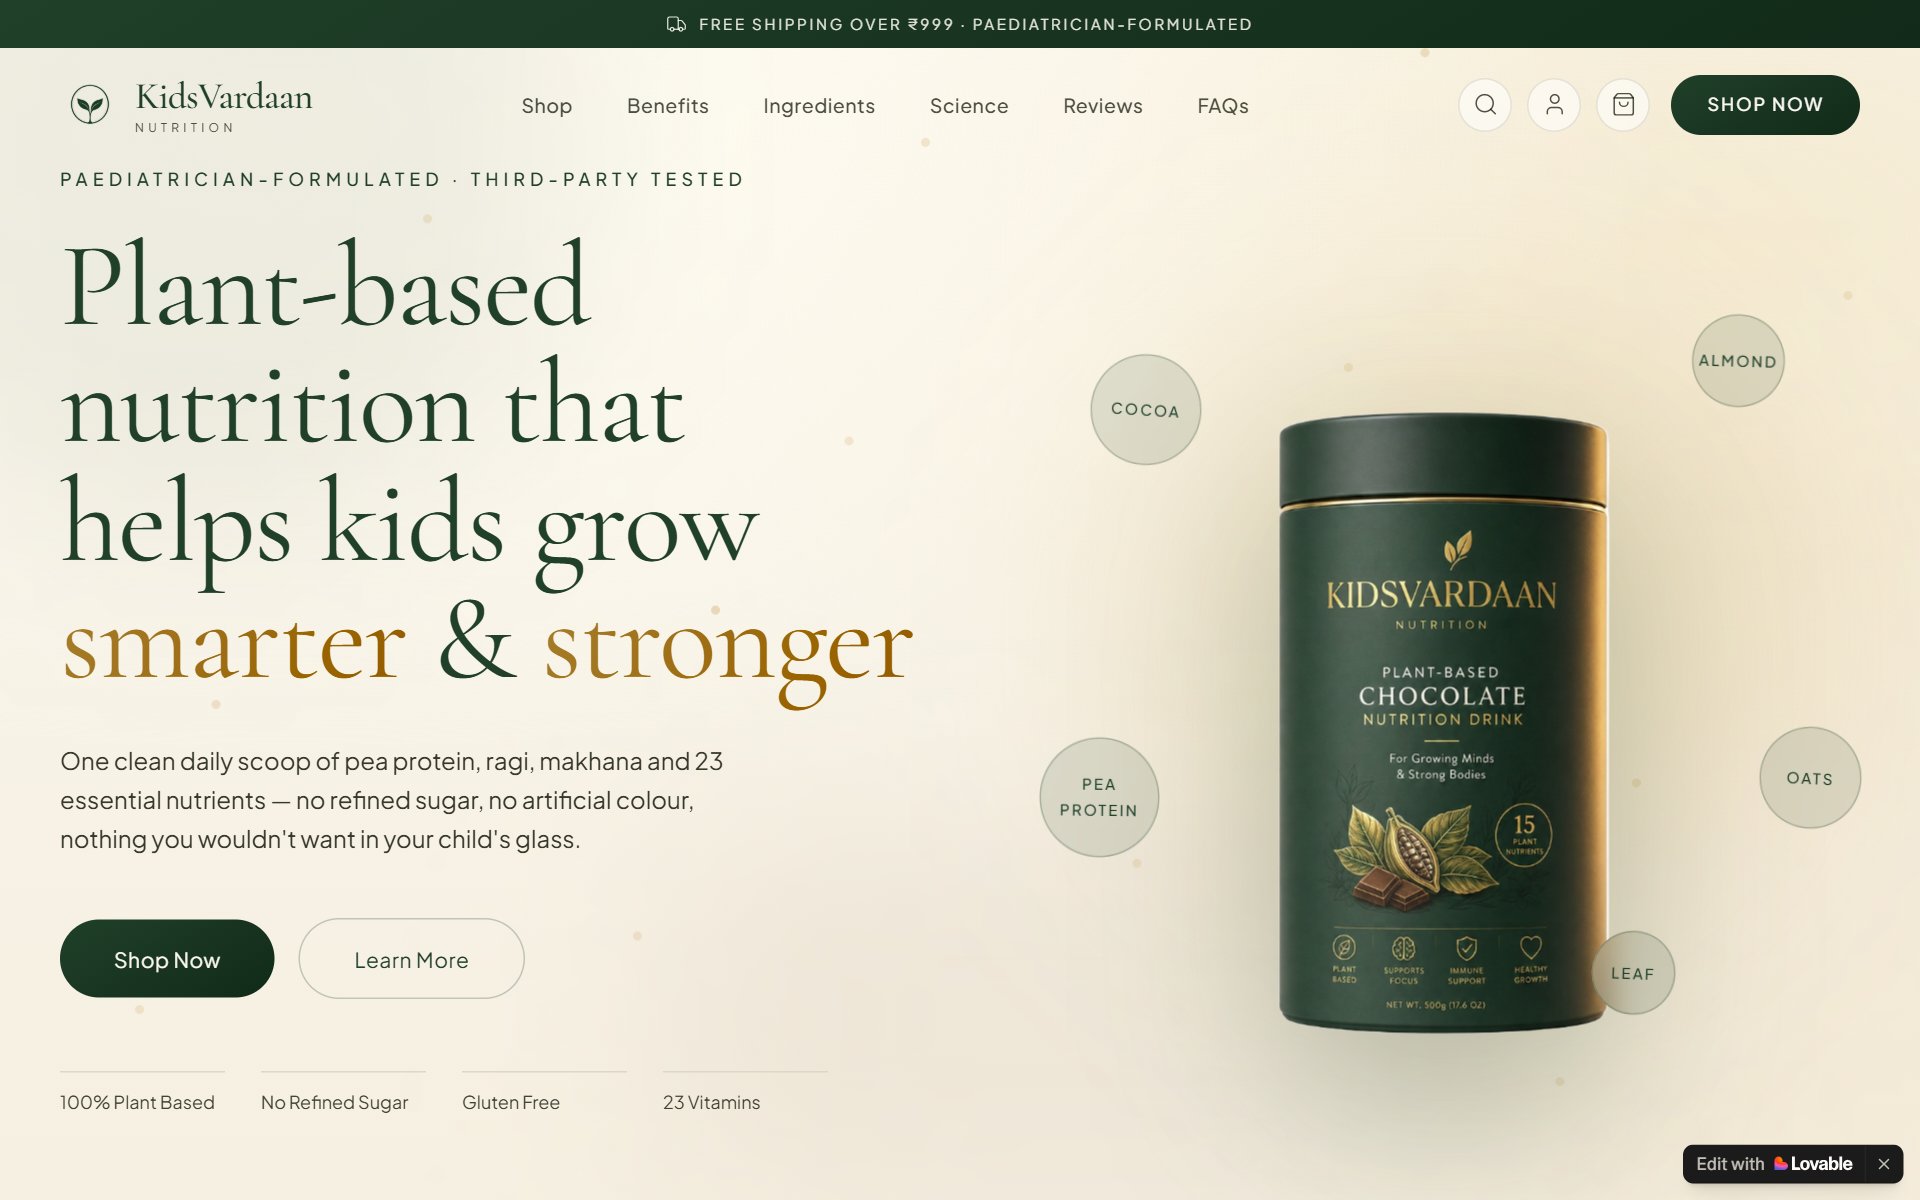 FREE SHIPPING OVER ₹999 · PAEDIATRICIAN-FORMULATED
KidsVardaan
NUTRITION
Shop
Benefits
Ingredients
Science
Reviews
FAQs
SHOP NOW
PAEDIATRICIAN-FORMULATED · THIRD-PARTY TESTED
Plant-based
nutrition that
helps kids grow
smarter & stronger
One clean daily scoop of pea protein, ragi, makhana and 23
essential nutrients — no refined sugar, no artificial colour,
nothing you wouldn't want in your child's glass.
Shop Now
Learn More
100% Plant Based
No Refined Sugar
Gluten Free
23 Vitamins
COCOA
ALMOND
PEA
PROTEIN
OATS
LEAF
KIDSVARDAAN
NUTRITION
PLANT-BASED
CHOCOLATE
NUTRITION DRINK
For Growing Minds
& Strong Bodies
15
PLANT
NUTRIENTS
PLANT
BASED
SUPPORTS
FOCUS
IMMUNE
SUPPORT
HEALTHY
GROWTH
NET WT. 500g (17.6 OZ)
Edit with Lovable